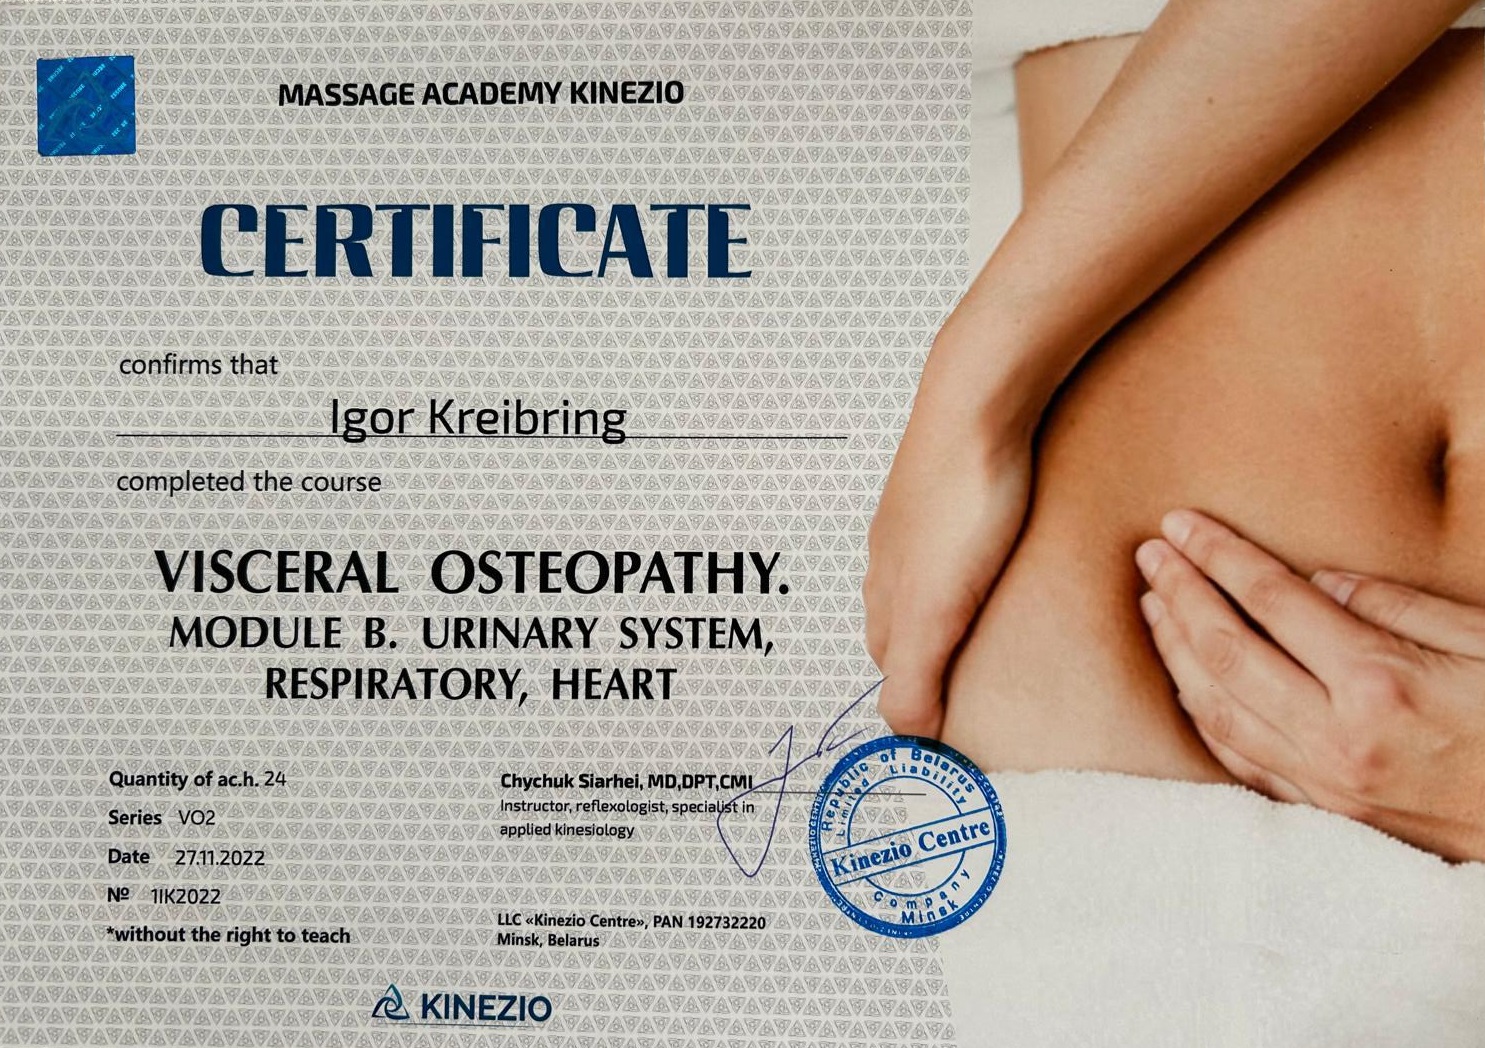 MASSAGE ACADEMY KINEZIO
CERTIFICATE
confirms that
Igor Kreibring
completed the course
VISCERAL OSTEOPATHY.
MODULE B. URINARY SYSTEM,
RESPIRATORY, HEART
Quantity of ac.h. 24
Series VO2
Date 27.11.2022
№ 1IK2022
*without the right to teach
Chychuk Siarhei, MD,DPT,CMI
Instructor, reflexologist, specialist in
applied kinesiology
LLC «Kinezio Centre», PAN 192732220
Minsk, Belarus
Republic of Belarus
Limited Liability
Kinezio Centre
Company
Minsk
KINEZIO